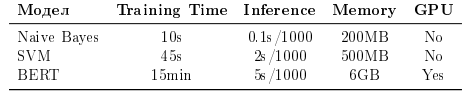 Модел Training Time Inference Memory GPU
Naive Bayes 10s 0.1s/1000 200MB No
SVM 45s 2s/1000 500MB No
BERT 15min 5s/1000 6GB Yes